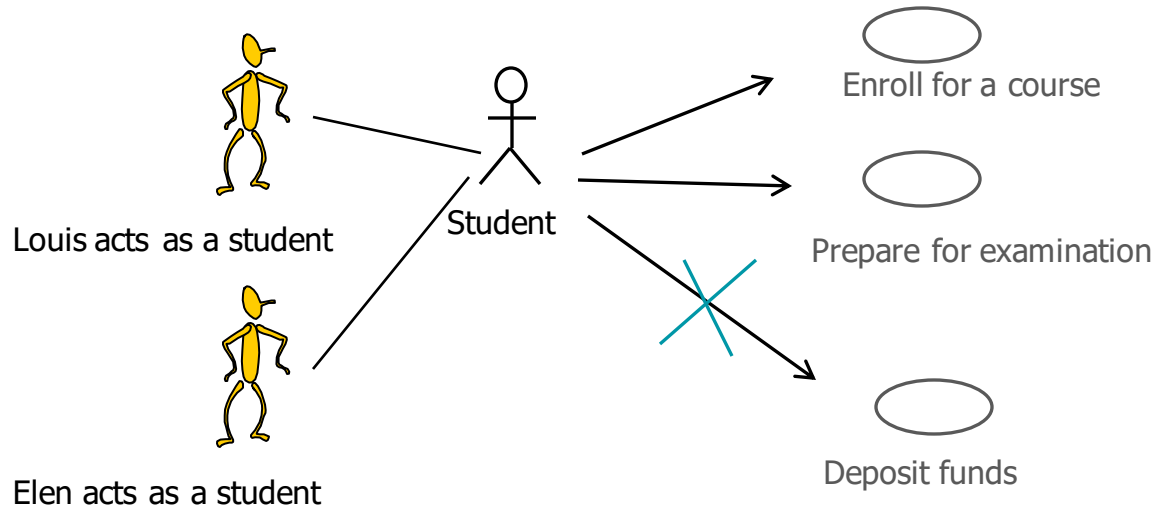 Enroll for a course
Student
Louis acts as a student
Prepare for examination
Deposit funds
Elen acts as a student